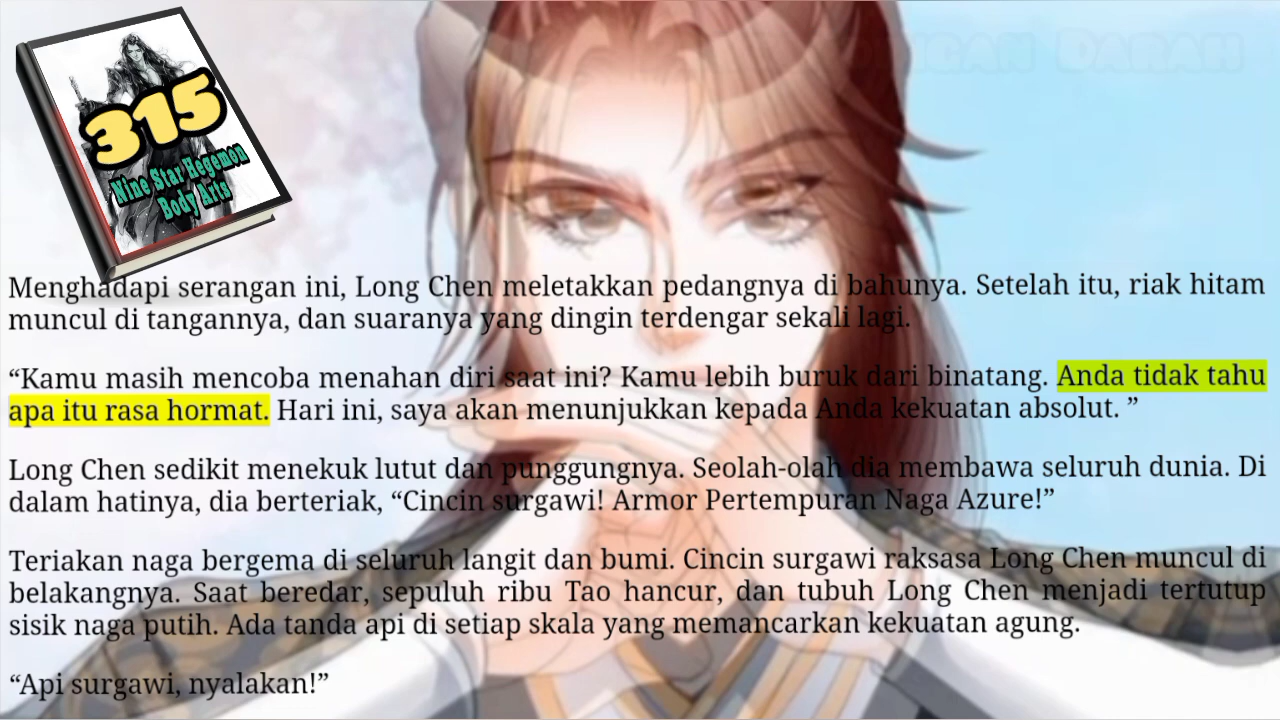 NGAN DARAH
315
Nine Star Hegemon
Body Arts
Menghadapi serangan ini, Long Chen meletakkan pedangnya di bahunya. Setelah itu, riak hitam
muncul di tangannya, dan suaranya yang dingin terdengar sekali lagi.
“Kamu masih mencoba menahan diri saat ini? Kamu lebih buruk dari binatang. Anda tidak tahu
apa itu rasa hormat. Hari ini, saya akan menunjukkan kepada Anda kekuatan absolut. ”
Long Chen sedikit menekuk lutut dan punggungnya. Seolah-olah dia membawa seluruh dunia. Di
dalam hatinya, dia berteriak, “Cincin surgawi! Armor Pertempuran Naga Azure!”
Teriakan naga bergema di seluruh langit dan bumi. Cincin surgawi raksasa Long Chen muncul di
belakangnya. Saat beredar, sepuluh ribu Tao hancur, dan tubuh Long Chen menjadi tertutup
sisik naga putih. Ada tanda api di setiap skala yang memancarkan kekuatan agung.
“Api surgawi, nyalakan!”